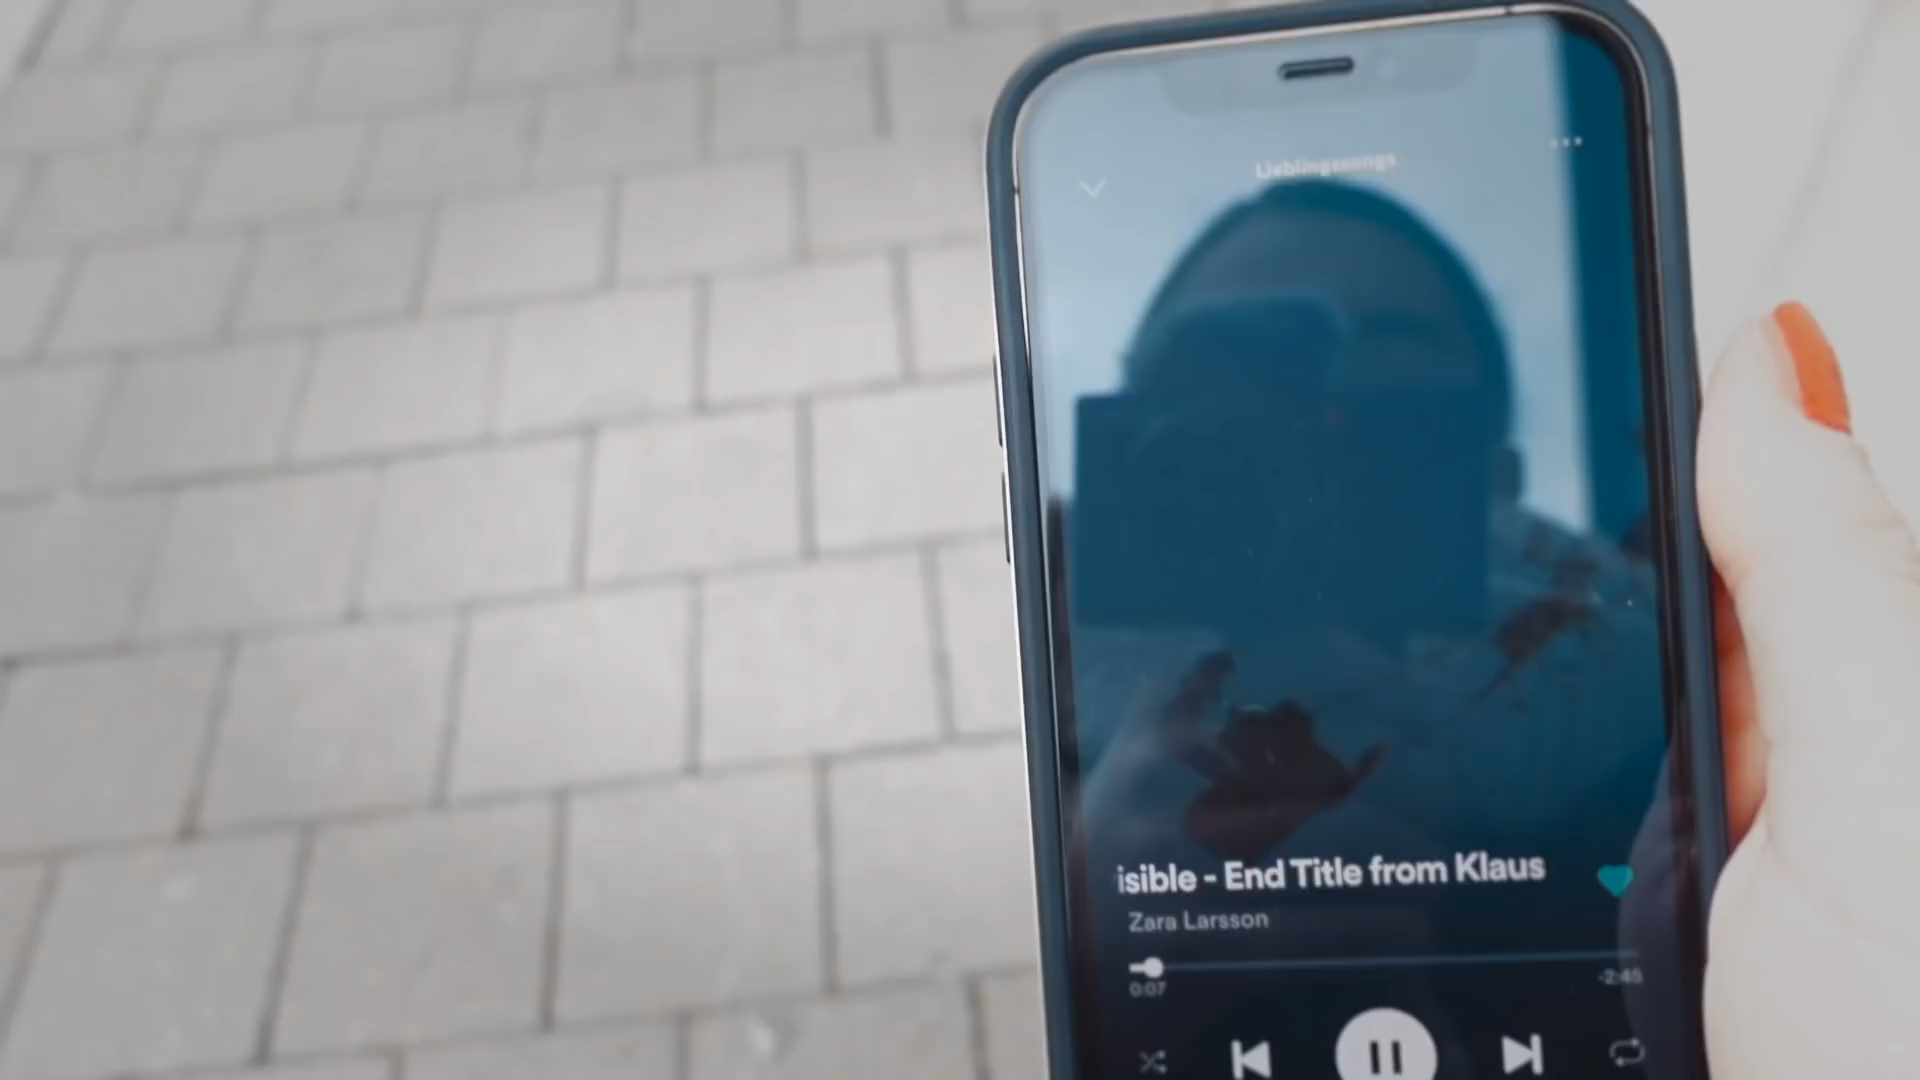 Lieblingssongs
isible - End Title from Klaus
Zara Larsson
0:07
-2:45